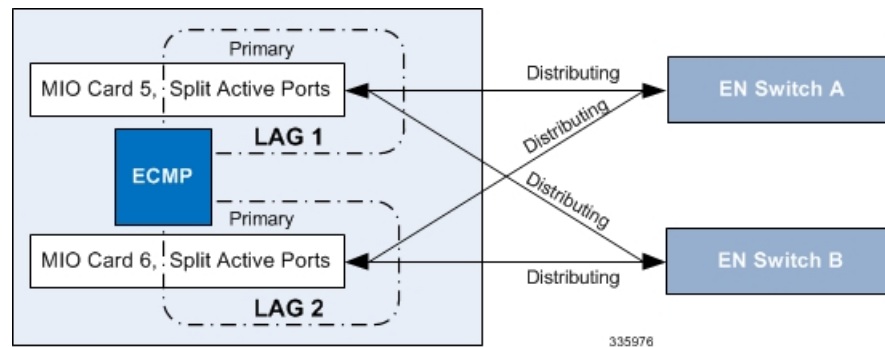 Primary
MIO Card 5, Split Active Ports
LAG 1
ECMP
Primary
MIO Card 6, Split Active Ports
LAG 2
Distributing
Distributing
Distributing
Distributing
EN Switch A
EN Switch B
335976